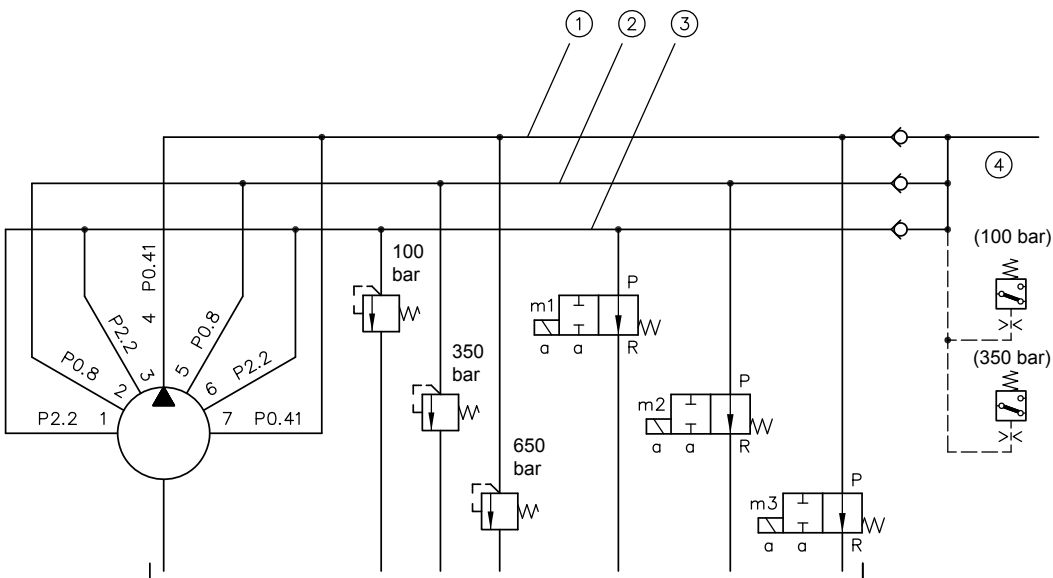 1 2 3
4
(100 bar)
(350 bar)
P0.41
4
P2.2
3
P0.8
5
P0.8
2
P2.2
6
P2.2 1
7 P0.41
100
bar
350
bar
650
bar
m1 P
a a R
m2 P
a a R
m3 P
a a R